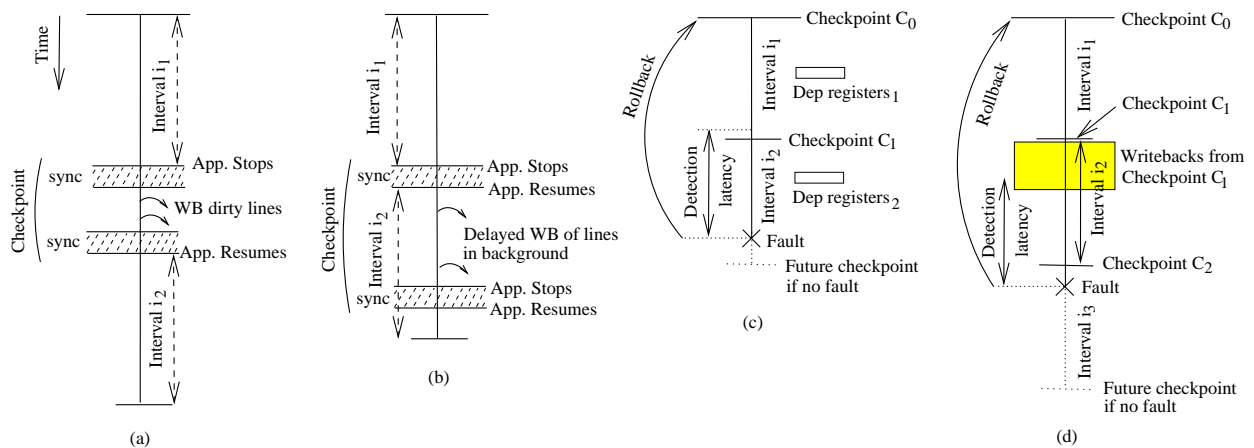 Time
Interval i1
App. Stops
sync
App. Resumes
Checkpoint
WB dirty lines
sync
App. Resumes
Interval i2
(a)
Interval i1
App. Stops
sync
App. Resumes
Checkpoint
Interval i2
Delayed WB of lines
in background
App. Stops
sync
App. Resumes
(b)
Checkpoint C0
Rollback
Interval i1
Dep registers1
Checkpoint C1
Detection
latency
Interval i2
Dep registers2
Fault
Future checkpoint
if no fault
(c)
Checkpoint C0
Rollback
Interval i1
Checkpoint C1
Writebacks from
Checkpoint C1
Interval i2
Detection
latency
Checkpoint C2
Fault
Interval i3
Future checkpoint
if no fault
(d)